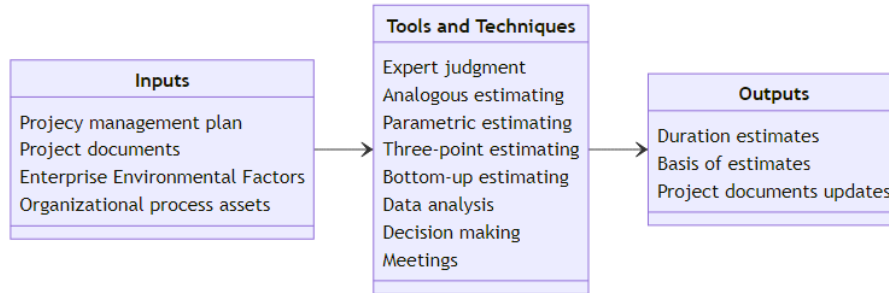 Inputs
Projecy management plan
Project documents
Enterprise Environmental Factors
Organizational process assets
Tools and Techniques
Expert judgment
Analogous estimating
Parametric estimating
Three-point estimating
Bottom-up estimating
Data analysis
Decision making
Meetings
Outputs
Duration estimates
Basis of estimates
Project documents updates